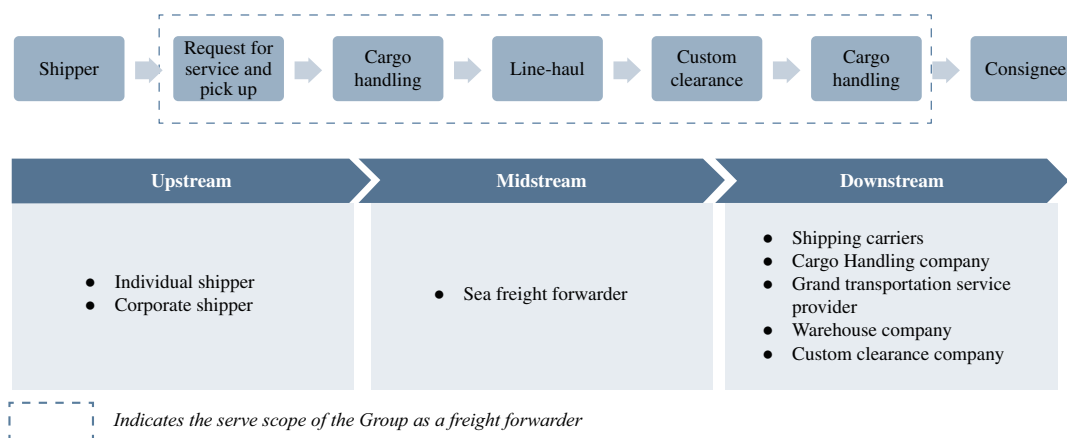 Shipper
Request for
service and
pick up
Cargo
handling
Line-haul
Custom
clearance
Cargo
handling
Consignee
Upstream
Midstream
Downstream
● Individual shipper
● Corporate shipper
● Sea freight forwarder
● Shipping carriers
● Cargo Handling company
● Grand transportation service
provider
● Warehouse company
● Custom clearance company
Indicates the serve scope of the Group as a freight forwarder